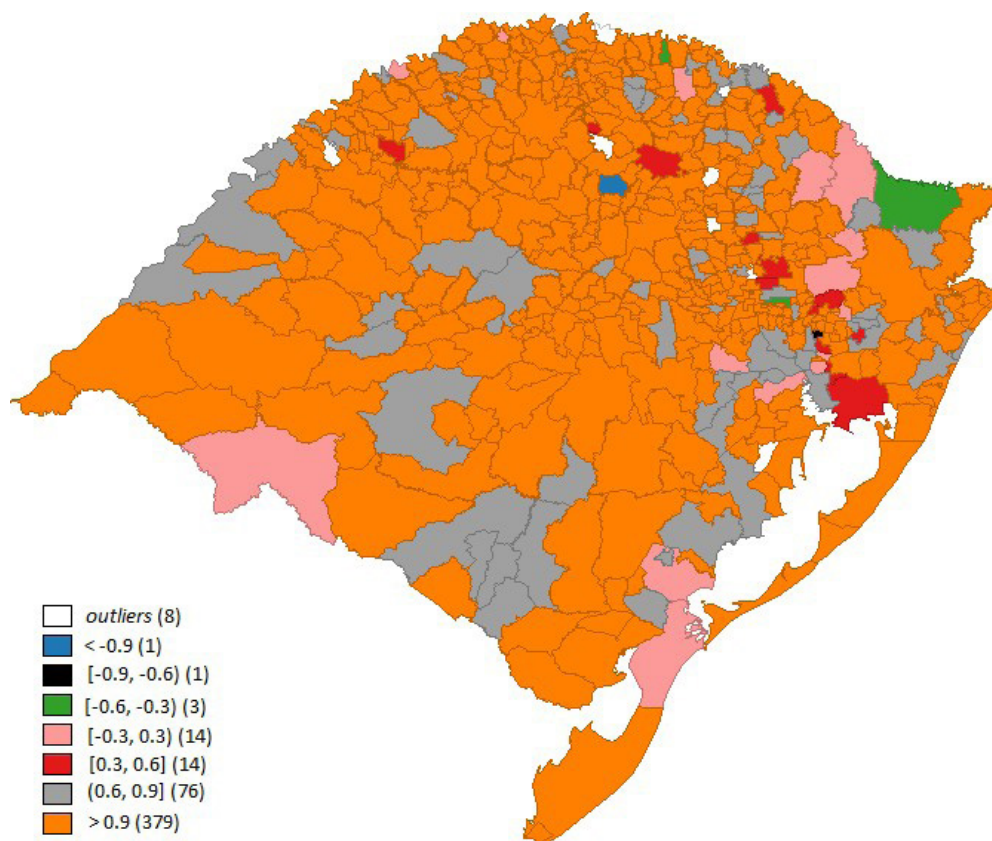 outliers (8)
< -0.9 (1)
[-0.9, -0.6) (1)
[-0.6, -0.3) (3)
[-0.3, 0.3) (14)
[0.3, 0.6] (14)
(0.6, 0.9] (76)
> 0.9 (379)